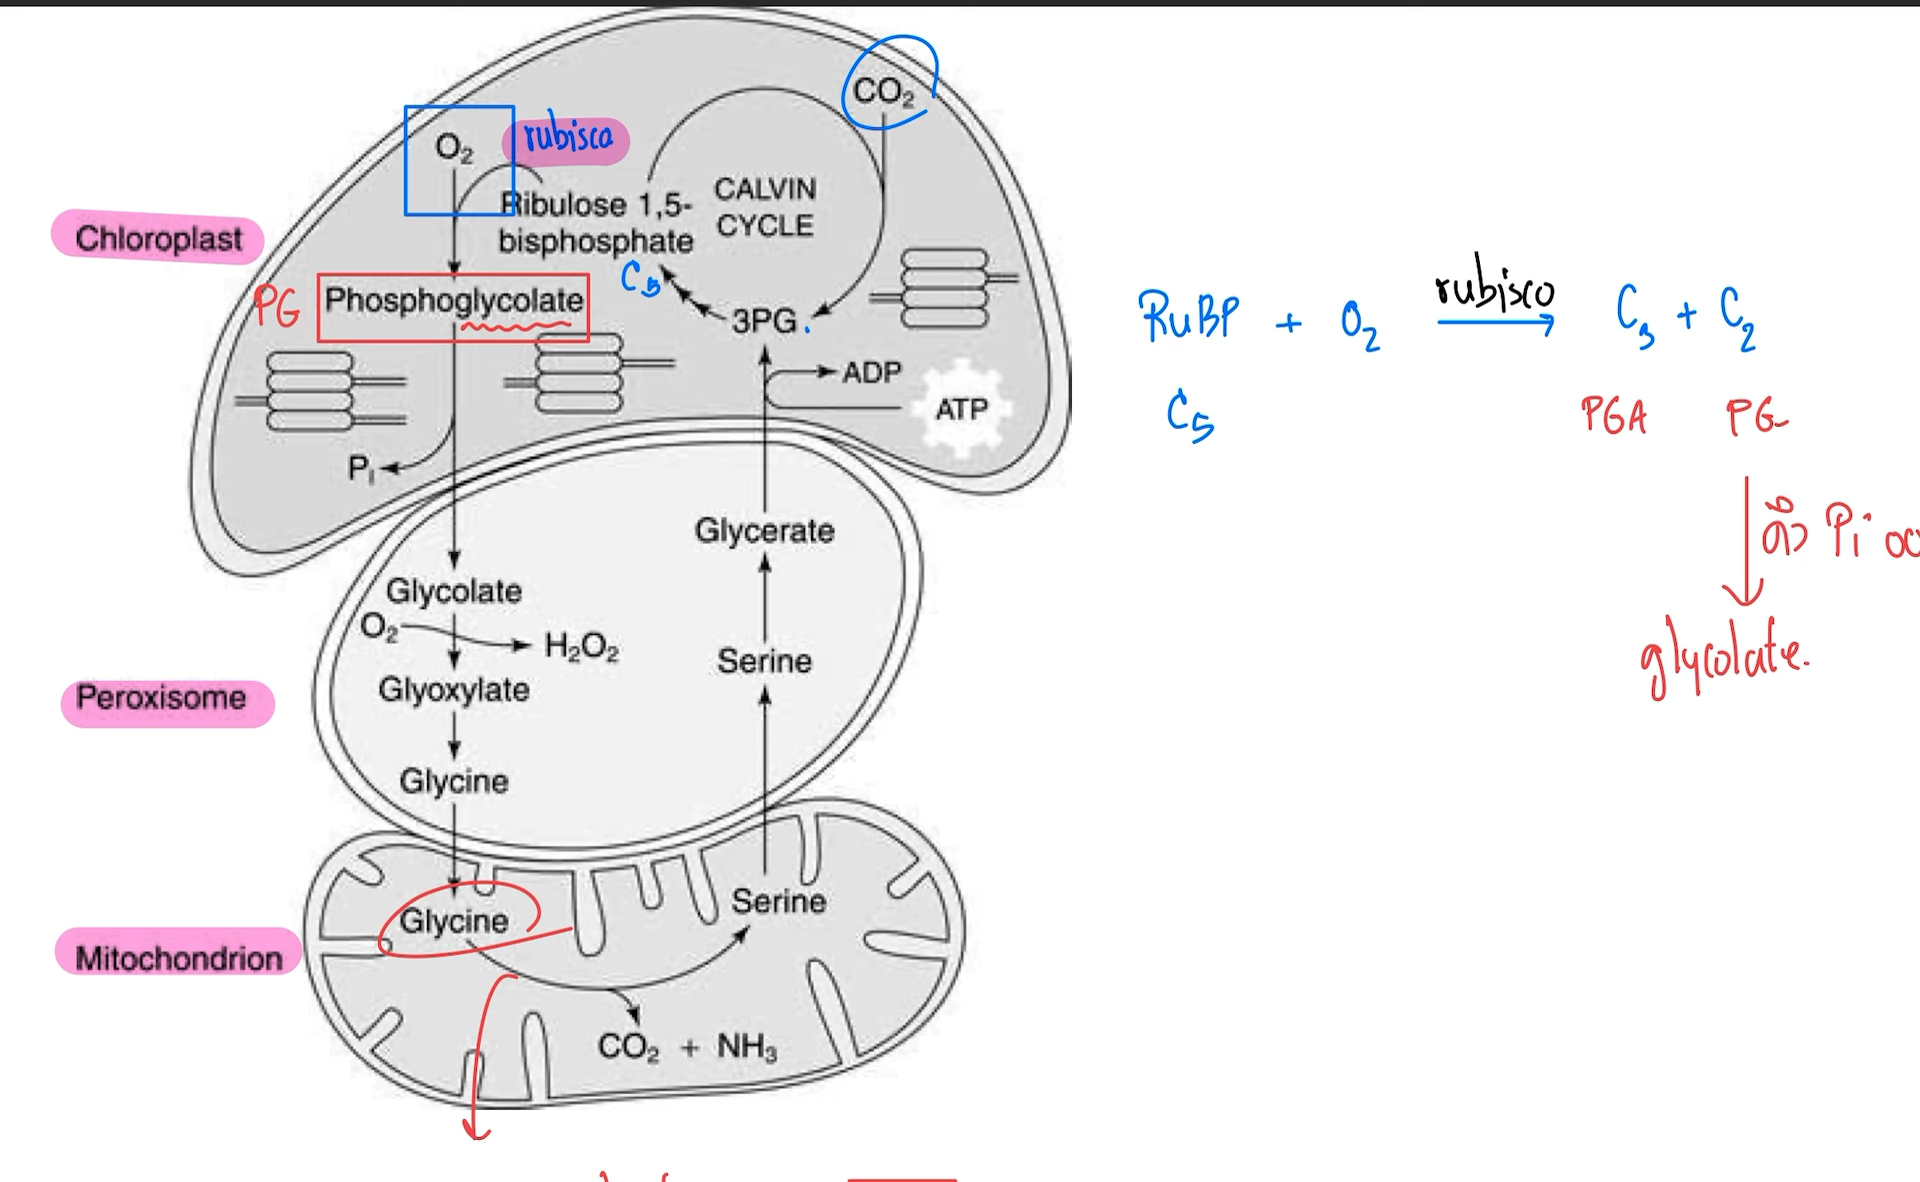 CO₂
O₂
rubisco
Ribulose 1,5-
bisphosphate
CALVIN
CYCLE
Chloroplast
C₅
PG
Phosphoglycolate
3PG
ADP
ATP
Pᵢ
Glycerate
Glycolate
O₂
H₂O₂
Serine
Glyoxylate
Peroxisome
Glycine
Glycine
Serine
Mitochondrion
CO₂ + NH₃
RuBP + O₂ rubisco C₃ + C₂
C₅ PGA PG
Pi
glycolate.